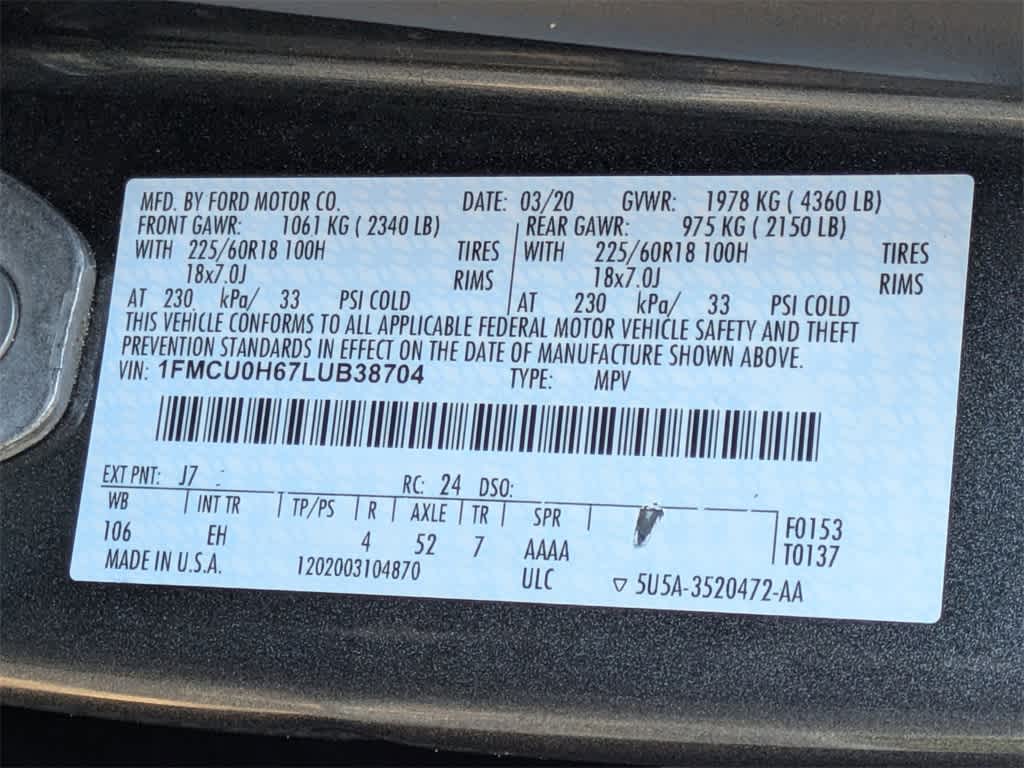 MFD. BY FORD MOTOR CO. DATE: 03/20 GVWR: 1978 KG ( 4360 LB)
FRONT GAWR: 1061 KG ( 2340 LB) REAR GAWR: 975 KG ( 2150 LB)
WITH 225/60R18 100H TIRES WITH 225/60R18 100H TIRES
18x7.0J RIMS 18x7.0J RIMS
AT 230 kPa/ 33 PSI COLD AT 230 kPa/ 33 PSI COLD
THIS VEHICLE CONFORMS TO ALL APPLICABLE FEDERAL MOTOR VEHICLE SAFETY AND THEFT
PREVENTION STANDARDS IN EFFECT ON THE DATE OF MANUFACTURE SHOWN ABOVE.
VIN: 1FMCU0H67LUB38704 TYPE: MPV
EXT PNT: J7 RC: 24 DSO:
WB INT TR TP/PS R AXLE TR SPR F0153
106 EH 4 52 7 AAAA T0137
MADE IN U.S.A. 1202003104870 ULC ▽ 5U5A-3520472-AA